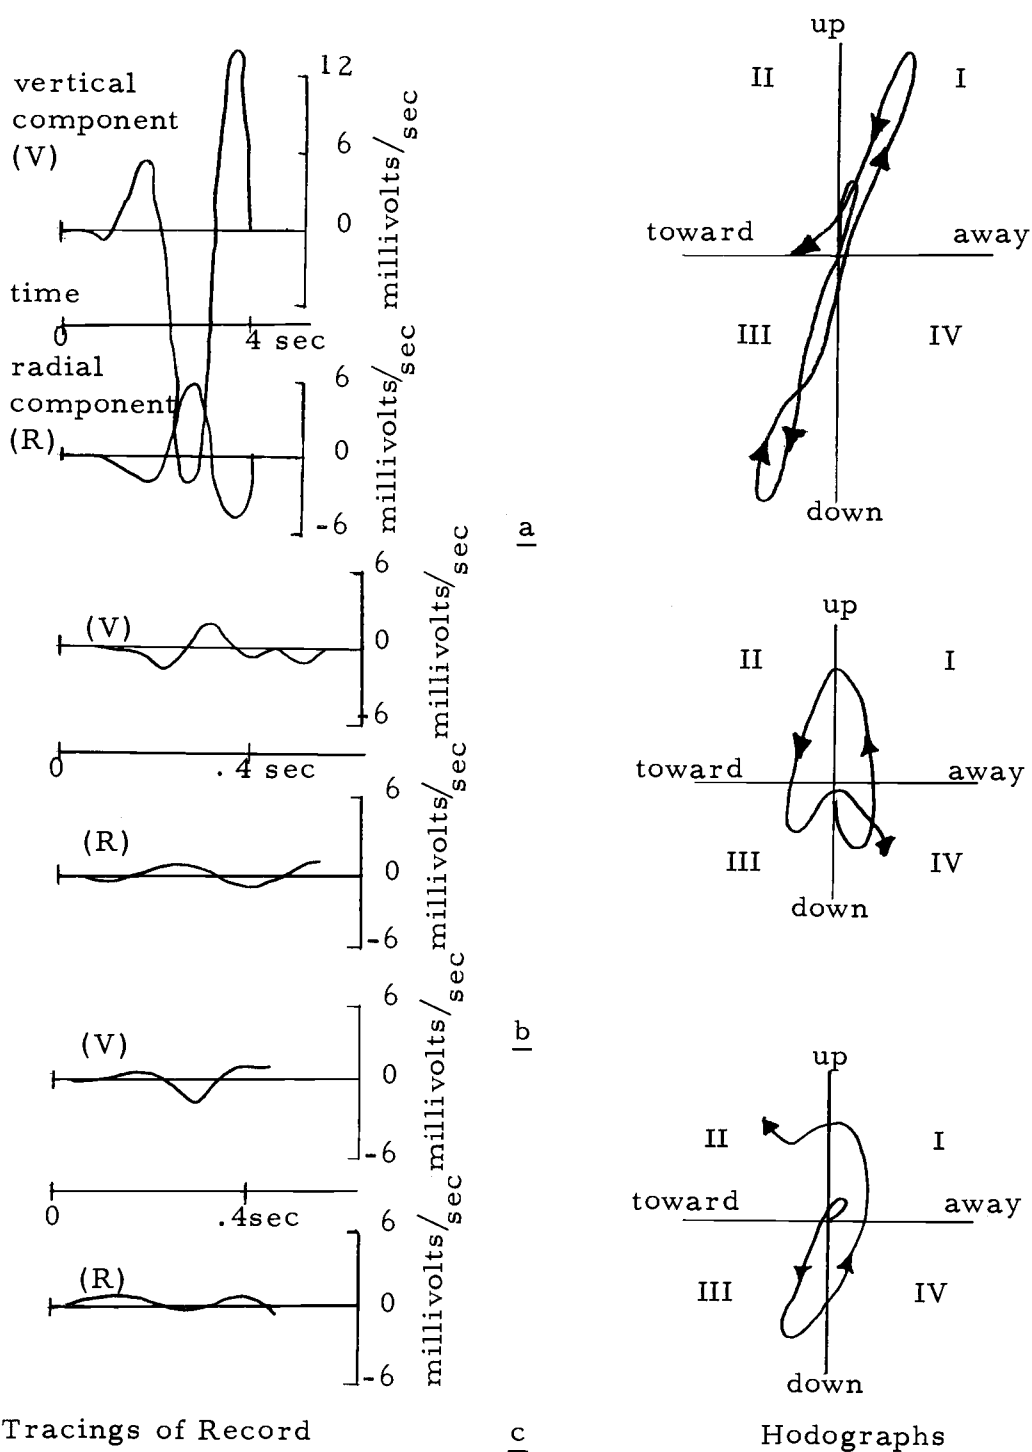 vertical
component
(V)
12
6
0
millivolts/sec
time
0
4 sec
radial
component
(R)
6
0
-6
millivolts/sec
up
II
I
toward
away
III
IV
down
a
(V)
6
0
-6
millivolts/sec
0
.4 sec
(R)
6
0
-6
millivolts/sec
up
II
I
toward
away
III
IV
down
b
(V)
6
0
-6
millivolts/sec
0
.4sec
(R)
6
0
-6
millivolts/sec
up
II
I
toward
away
III
IV
down
Tracings of Record
c
Hodographs